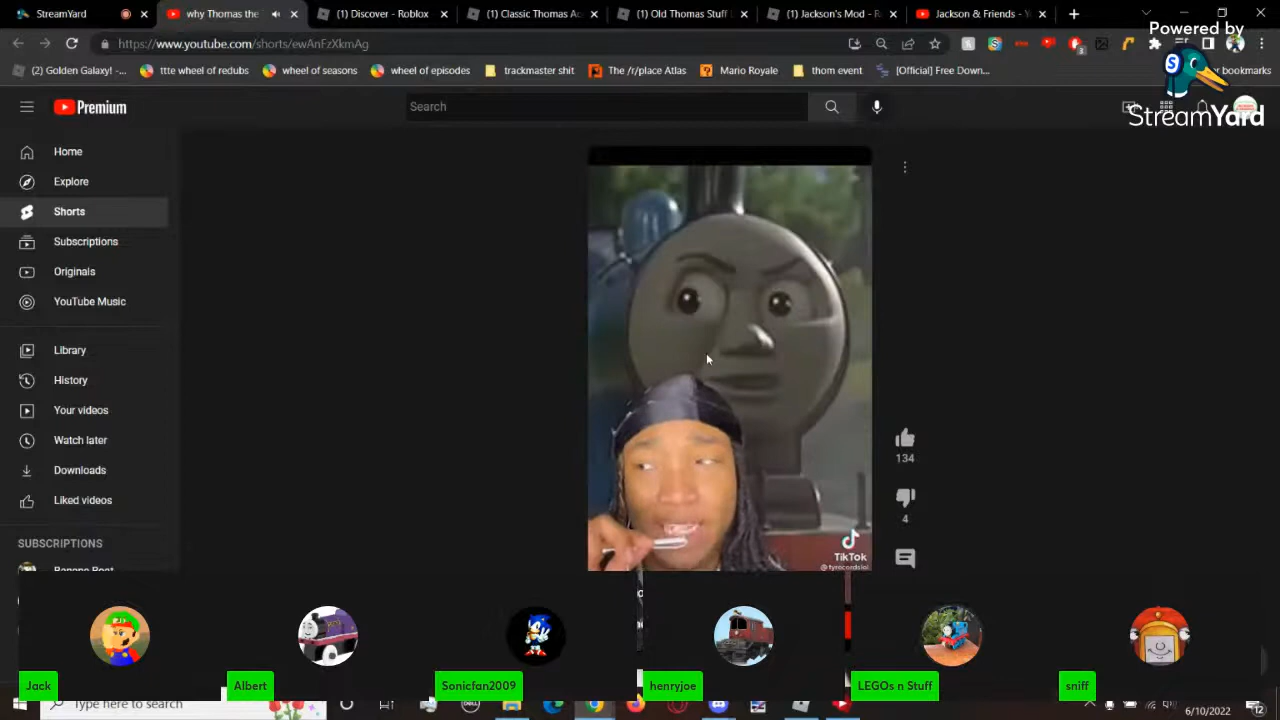 StreamYard
why Thomas the
(1) Discover - Roblox
(1) Classic Thomas Ac
(1) Old Thomas Stuff
(1) Jackson's Mod - R
Jackson & Friends - Y
https://www.youtube.com/shorts/ewAnFzXkmAg
(2) Golden Galaxy! -...
ttte wheel of redubs
wheel of seasons
wheel of episodes
trackmaster shit
The /r/place Atlas
Mario Royale
thom event
[Official] Free Down...
bookmarks
Powered by
StreamYard
Premium
Search
Home
Explore
Shorts
Subscriptions
Originals
YouTube Music
Library
History
Your videos
Watch later
Downloads
Liked videos
SUBSCRIPTIONS
134
4
TikTok
Jack
Albert
Sonicfan2009
henryjoe
LEGOs n Stuff
sniff
Type here to search
6/10/2022
12